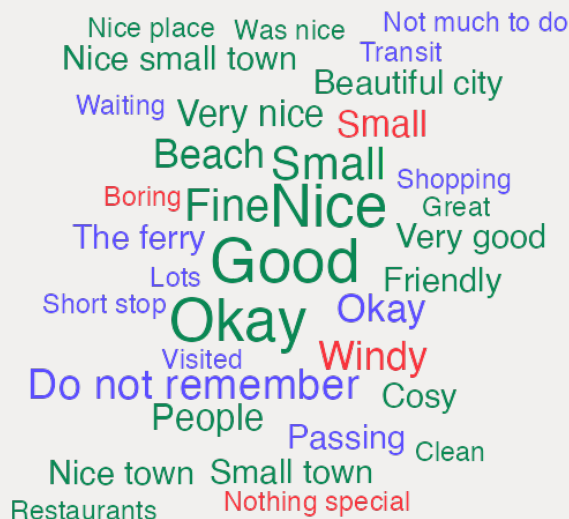 Nice place
Was nice
Not much to do
Nice small town
Transit
Beautiful city
Waiting
Very nice
Small
Beach
Small
Shopping
Boring
Fine
Nice
Great
The ferry
Good
Very good
Lots
Friendly
Short stop
Okay
Okay
Visited
Windy
Do not remember
Cosy
People
Passing
Clean
Nice town
Small town
Nothing special
Restaurants